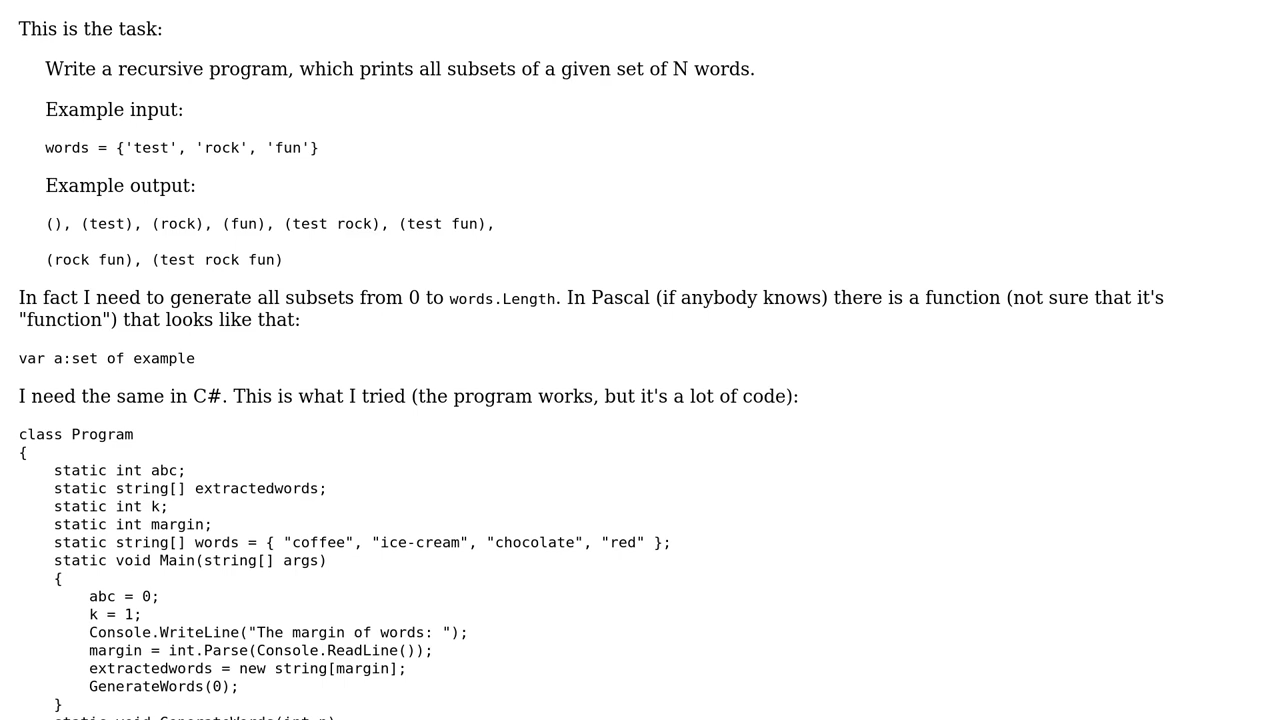 This is the task:
Write a recursive program, which prints all subsets of a given set of N words.
Example input:
words = {'test', 'rock', 'fun'}
Example output:
(), (test), (rock), (fun), (test rock), (test fun),
(rock fun), (test rock fun)
In fact I need to generate all subsets from 0 to words.Length. In Pascal (if anybody knows) there is a function (not sure that it's
"function") that looks like that:
var a:set of example
I need the same in C#. This is what I tried (the program works, but it's a lot of code):
class Program
{
    static int abc;
    static string[] extractedwords;
    static int k;
    static int margin;
    static string[] words = { "coffee", "ice-cream", "chocolate", "red" };
    static void Main(string[] args)
    {
        abc = 0;
        k = 1;
        Console.WriteLine("The margin of words: ");
        margin = int.Parse(Console.ReadLine());
        extractedwords = new string[margin];
        GenerateWords(0);
    }